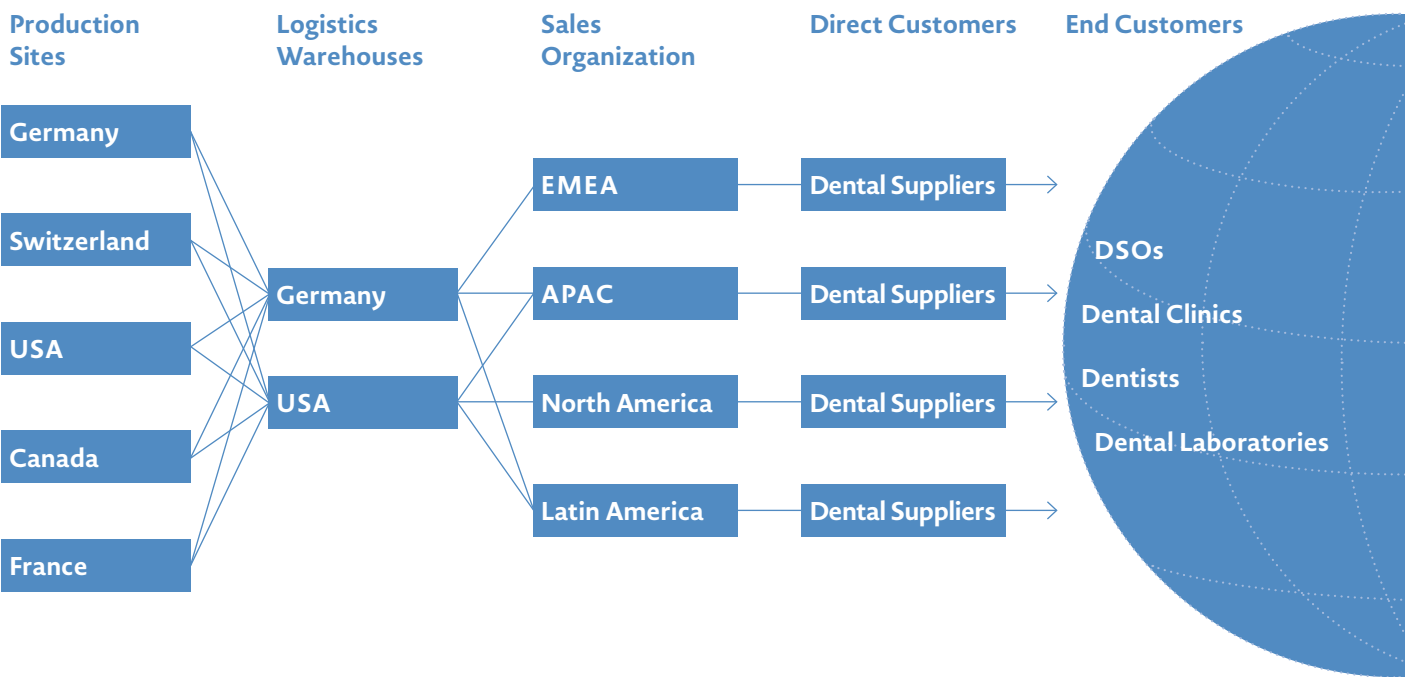 Production
Sites
Logistics
Warehouses
Sales
Organization
Direct Customers
End Customers
Germany
Switzerland
USA
Canada
France
Germany
USA
EMEA
APAC
North America
Latin America
Dental Suppliers
Dental Suppliers
Dental Suppliers
Dental Suppliers
DSOs
Dental Clinics
Dentists
Dental Laboratories